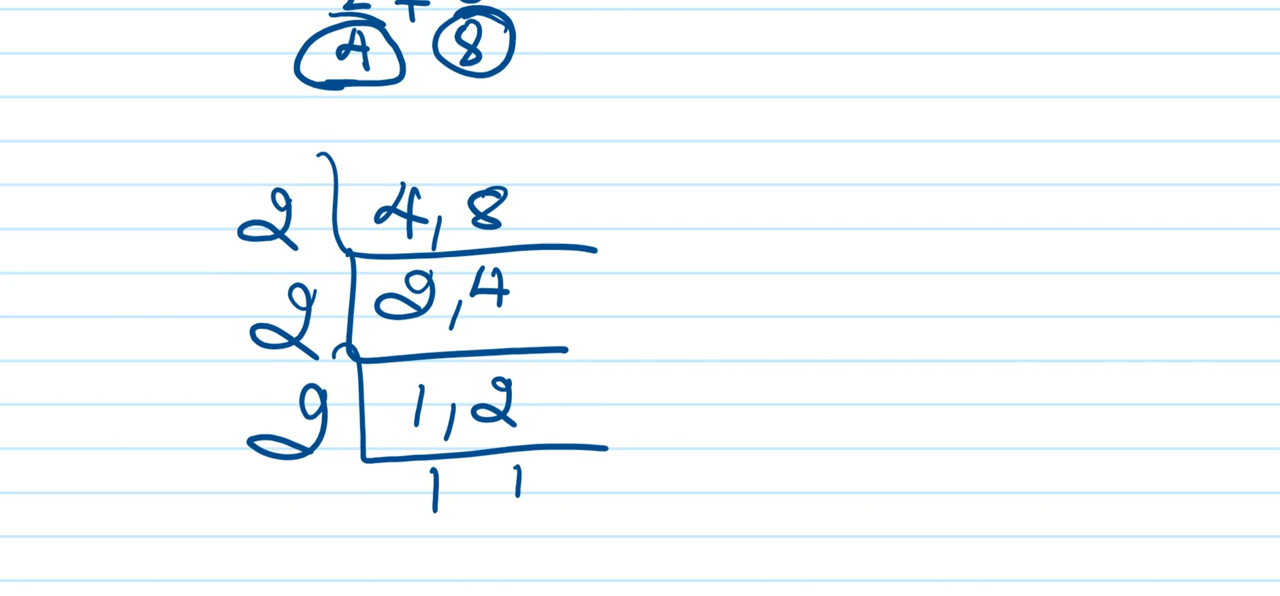 +
4 8
2 4, 8
2 2, 4
2 1, 2
1 1